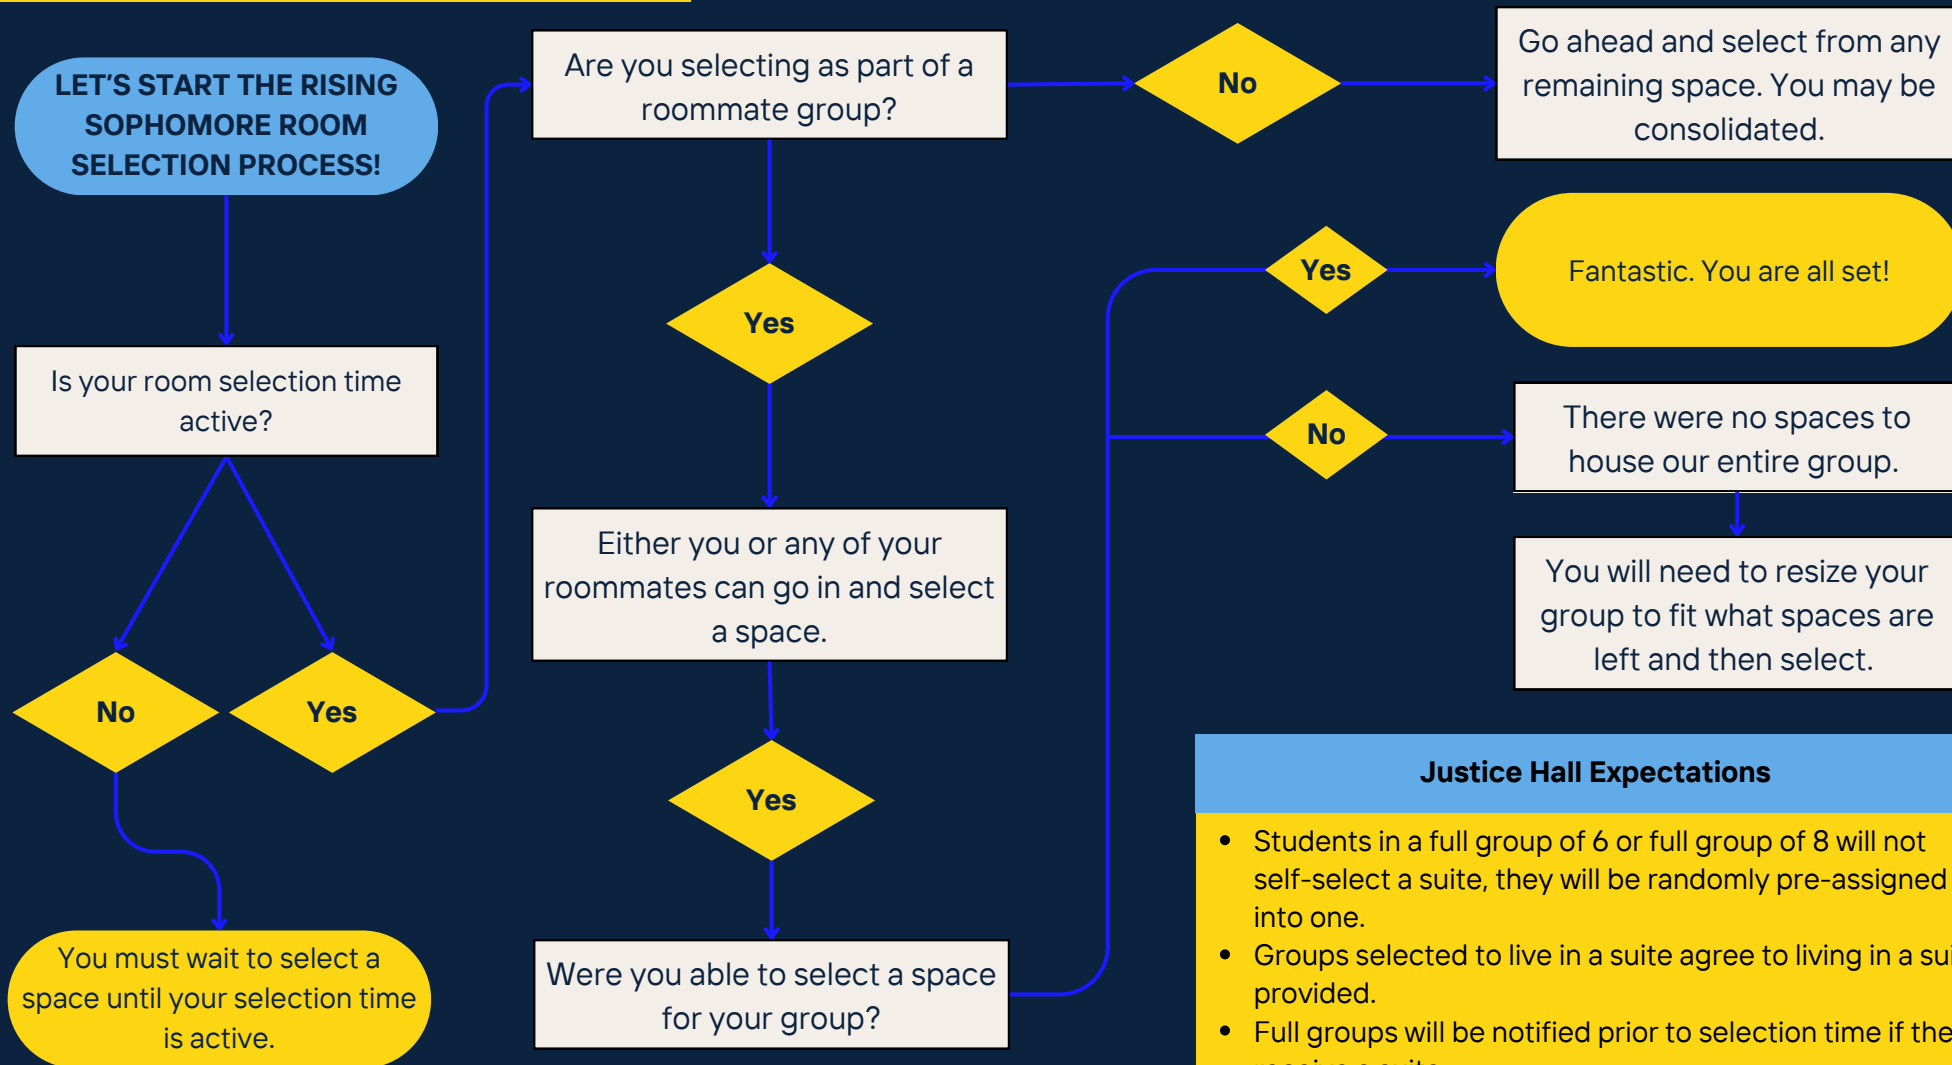 LET'S START THE RISING
SOPHOMORE ROOM
SELECTION PROCESS!
Is your room selection time
active?
No
Yes
You must wait to select a
space until your selection time
is active.
Are you selecting as part of a
roommate group?
Yes
Either you or any of your
roommates can go in and select
a space.
Yes
Were you able to select a space
for your group?
No
Go ahead and select from any
remaining space. You may be
consolidated.
Yes
Fantastic. You are all set!
No
There were no spaces to
house our entire group.
You will need to resize your
group to fit what spaces are
left and then select.
Justice Hall Expectations
• Students in a full group of 6 or full group of 8 will not
self-select a suite, they will be randomly pre-assigned
into one.
• Groups selected to live in a suite agree to living in a
provided.
• Full groups will be notified prior to selection time if